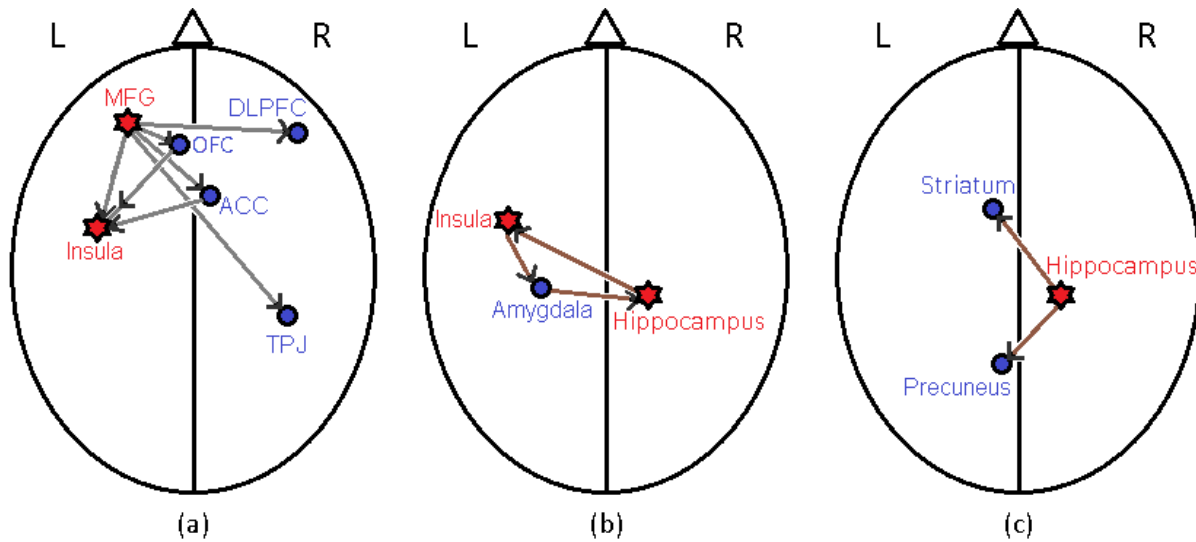 L
R
MFG
DLPFC
OFC
ACC
Insula
TPJ
(a)
L
R
Insula
Amygdala
Hippocampus
(b)
L
R
Striatum
Hippocampus
Precuneus
(c)